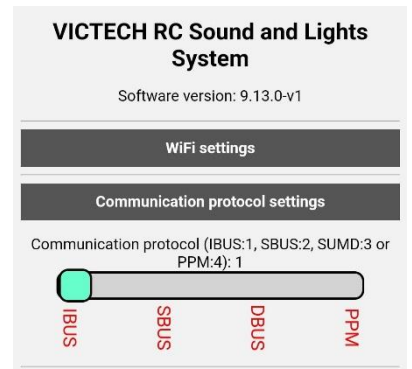 VICTECH RC Sound and Lights
System
Software version: 9.13.0-v1
WiFi settings
Communication protocol settings
Communication protocol (IBUS:1, SBUS:2, SUMD:3 or
PPM:4): 1
IBUS
SBUS
DBUS
PPM